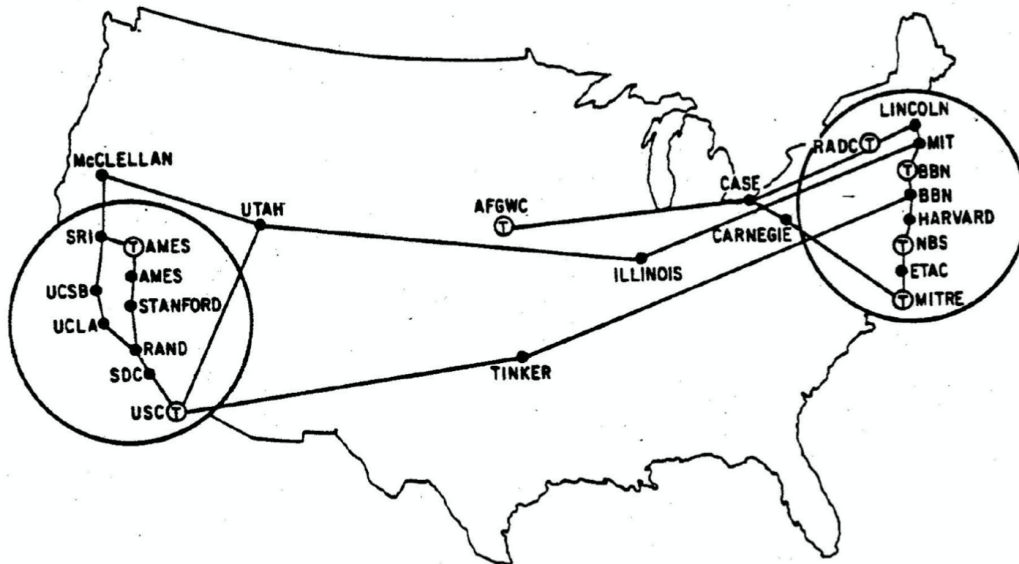 LINCOLN
RADC T
MIT
T BBN
BBN
HARVARD
T NBS
ETAC
T MITRE
McCLELLAN
UTAH
AFGWC
T
CASE
CARNEGIE
ILLINOIS
SRI
T AMES
AMES
UCSB
STANFORD
UCLA
RAND
SDC
USC T
TINKER